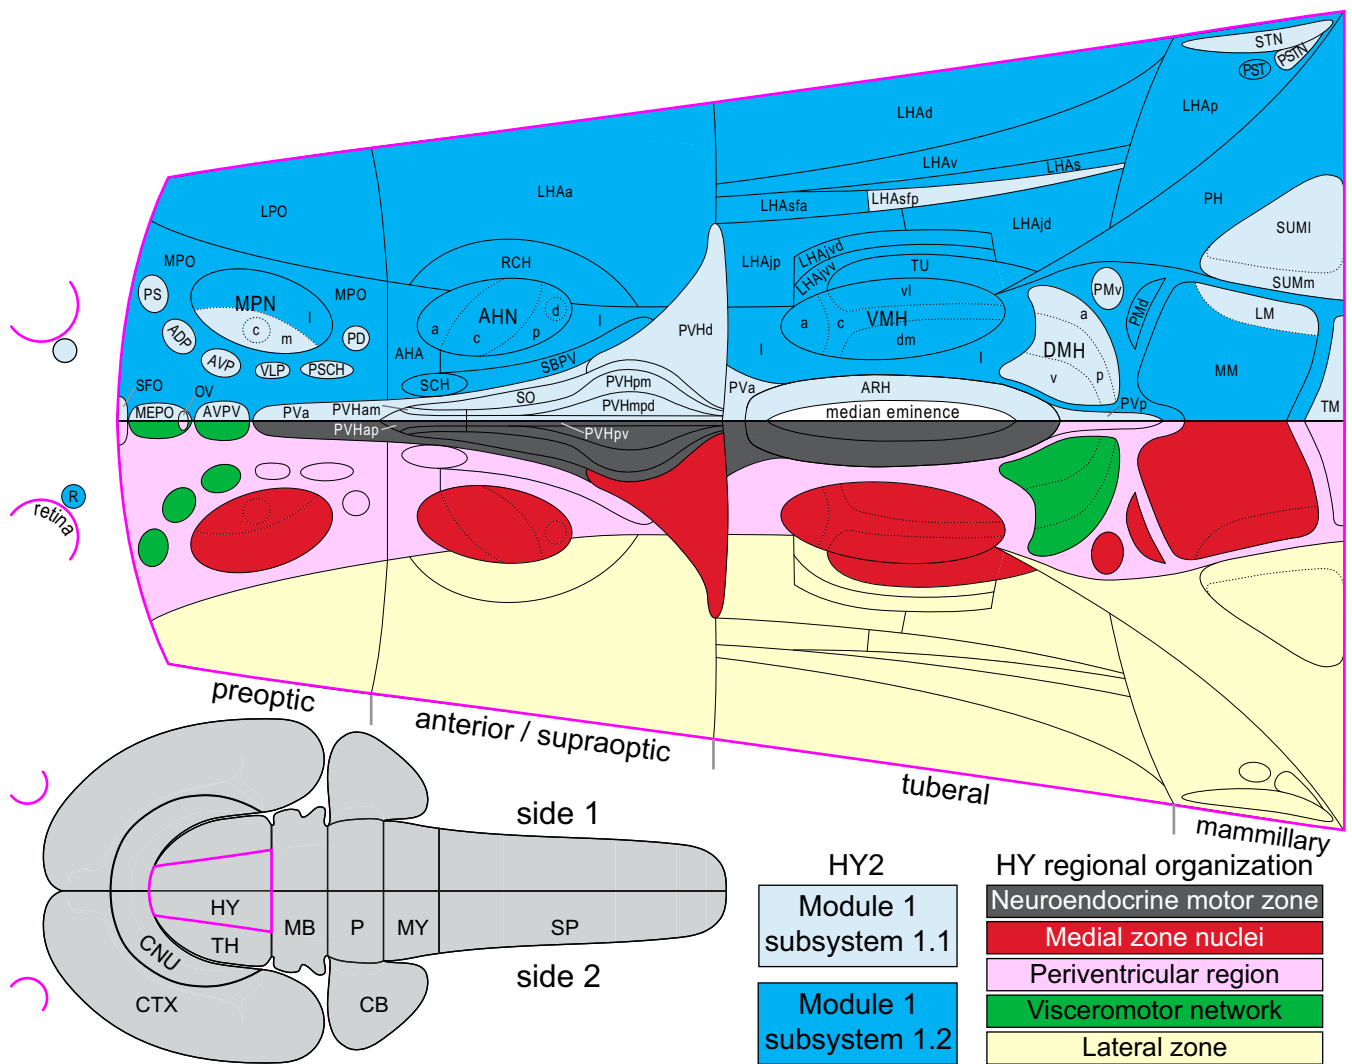 STN
PSTN
PST
LHAp
LHAd
LHAv
LHAs
LHAa
LPO
LHAsfa
LHAsfp
LHAjd
PH
SUMl
SUMm
MPO
RCH
LHAjp
LHAjvd
LHAjvv
TU
PS
MPN
l
c
m
MPO
ADP
AVP
VLP
PSCH
PD
AHN
a
c
p
d
l
AHA
SCH
SBPV
PVHd
vl
a
c
VMH
dm
l
l
a
DMH
v
p
PMv
PMd
LM
MM
TM
SFO
OV
MEPO
AVPV
PVa
PVHam
SO
PVHpm
PVHmpd
PVa
ARH
median eminence
PVp
PVHap
PVHpv
R
retina
preoptic
anterior / supraoptic
tuberal
mammillary
side 1
HY
TH
CNU
CTX
MB
P
MY
SP
CB
side 2
HY2
Module 1
subsystem 1.1
Module 1
subsystem 1.2
HY regional organization
Neuroendocrine motor zone
Medial zone nuclei
Periventricular region
Visceromotor network
Lateral zone